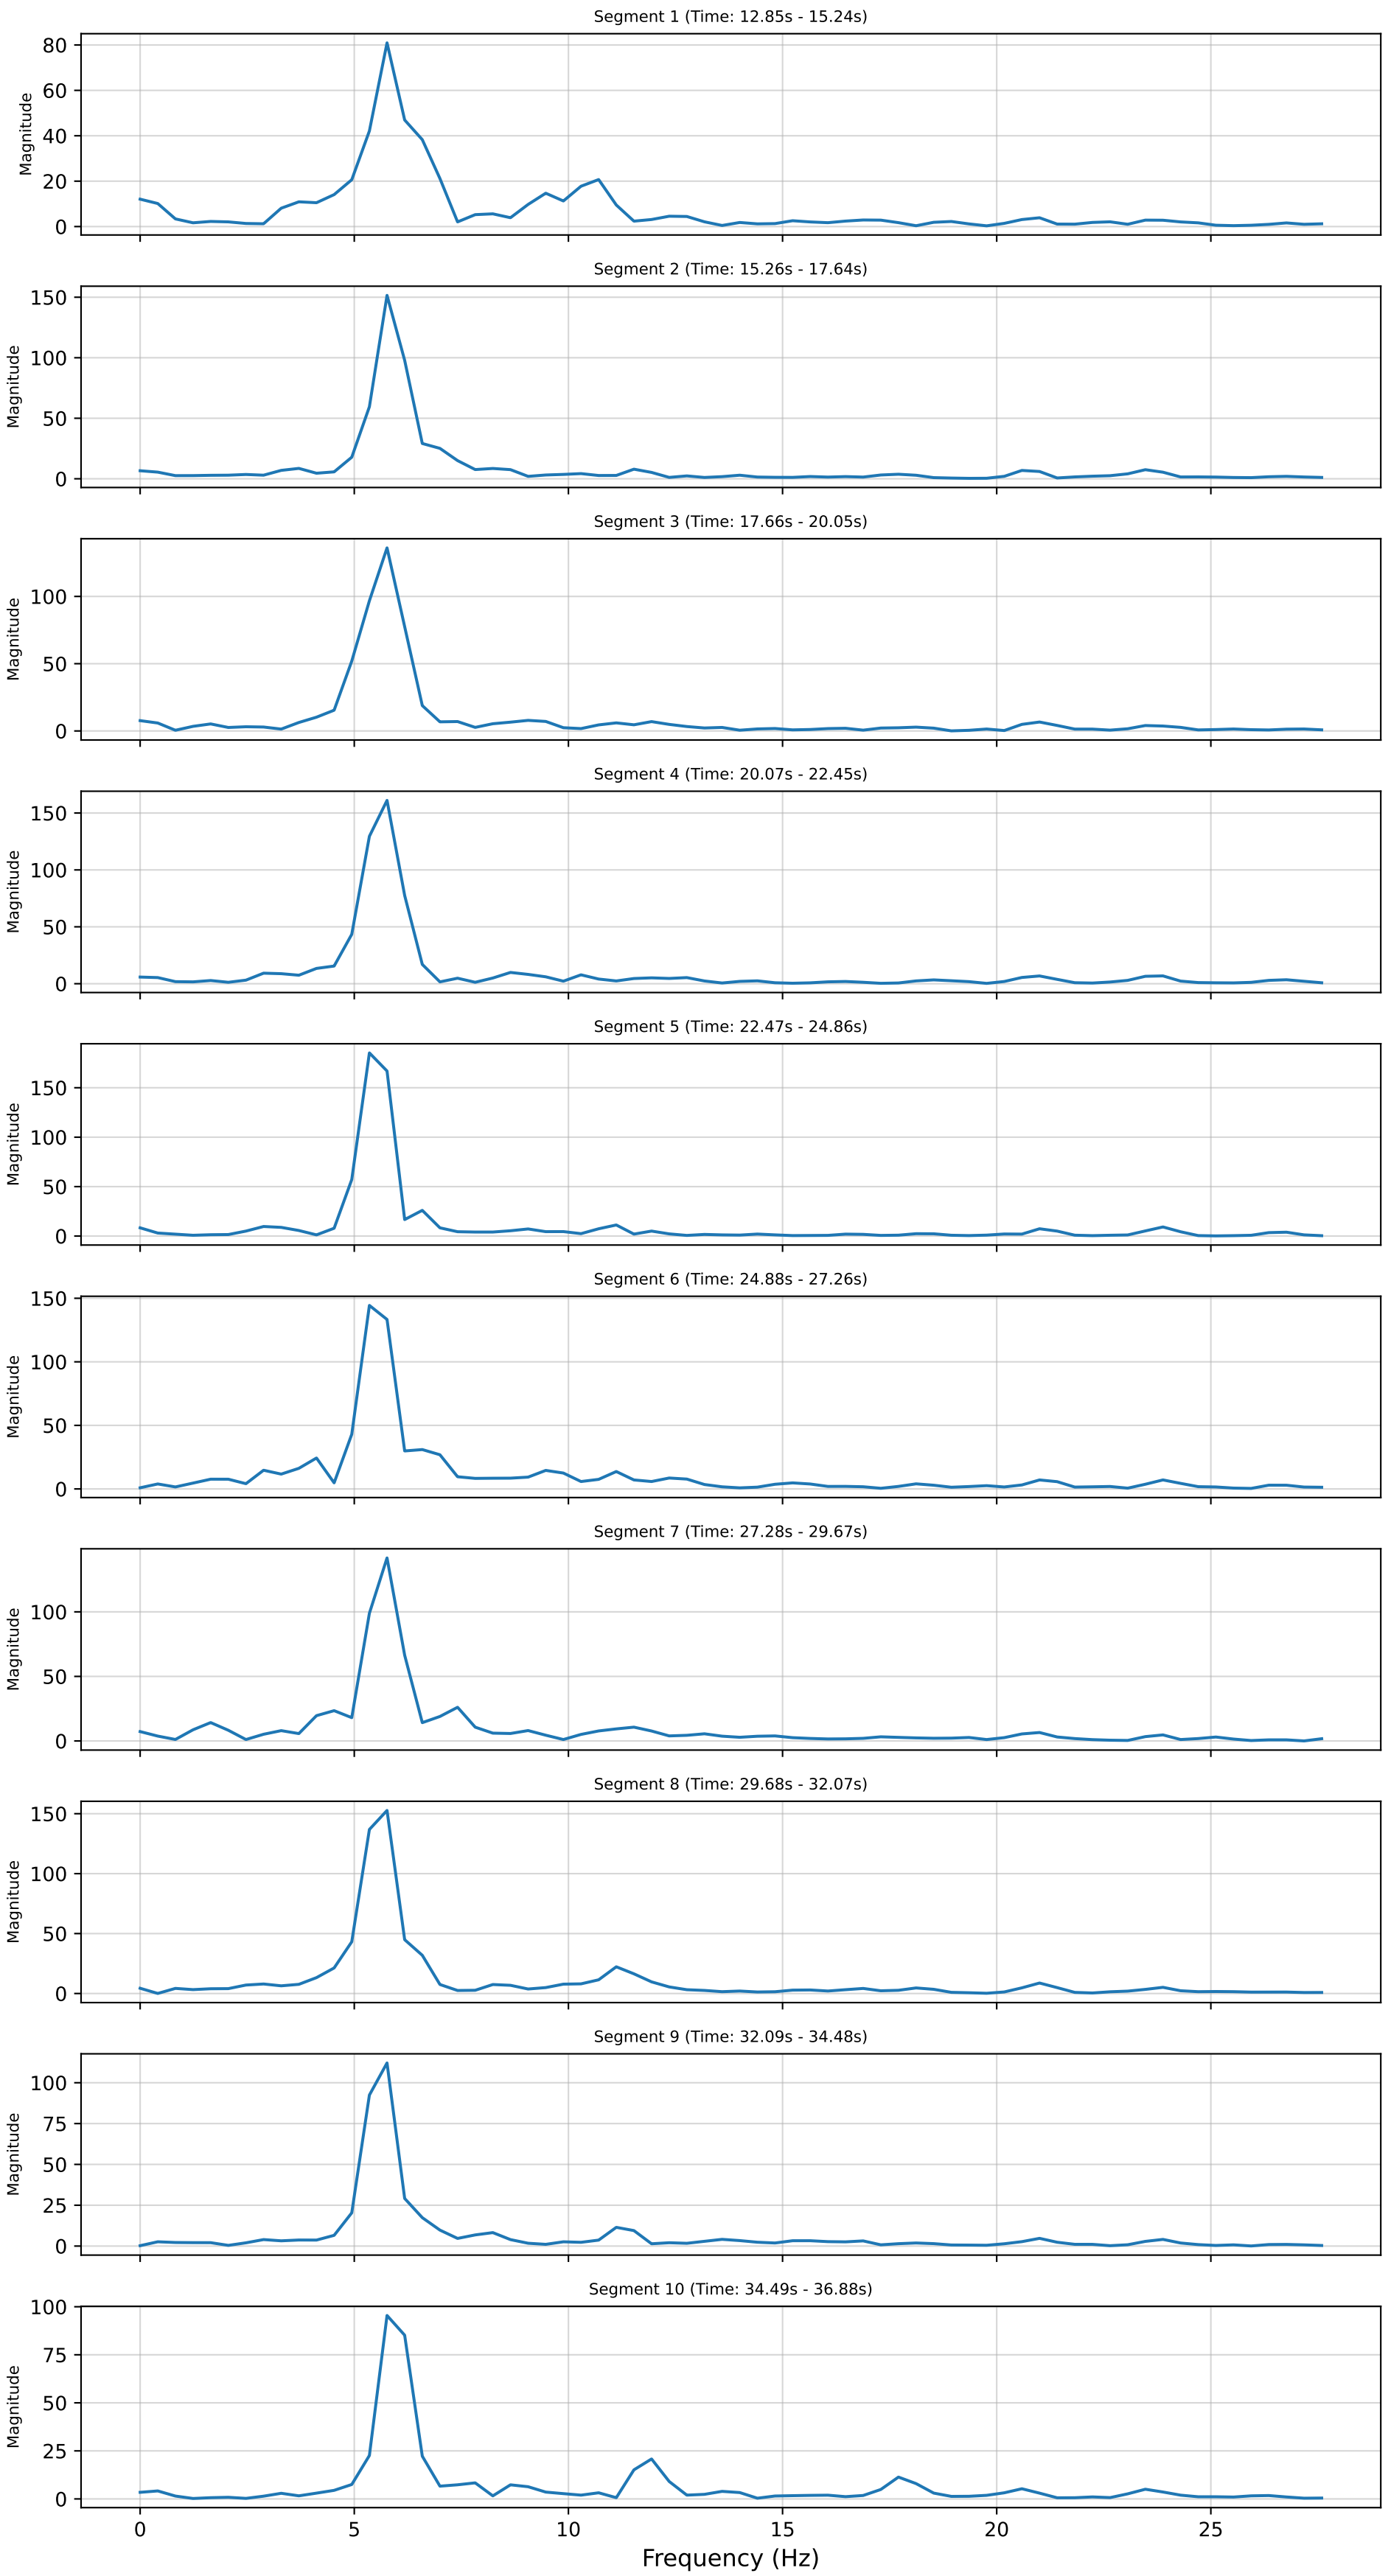 Segment 1 (Time: 12.85s - 15.24s)
80
60
40
20
0
Magnitude
Segment 2 (Time: 15.26s - 17.64s)
150
100
50
0
Magnitude
Segment 3 (Time: 17.66s - 20.05s)
100
50
0
Magnitude
Segment 4 (Time: 20.07s - 22.45s)
150
100
50
0
Magnitude
Segment 5 (Time: 22.47s - 24.86s)
150
100
50
0
Magnitude
Segment 6 (Time: 24.88s - 27.26s)
150
100
50
0
Magnitude
Segment 7 (Time: 27.28s - 29.67s)
100
50
0
Magnitude
Segment 8 (Time: 29.68s - 32.07s)
150
100
50
0
Magnitude
Segment 9 (Time: 32.09s - 34.48s)
100
75
50
25
0
Magnitude
Segment 10 (Time: 34.49s - 36.88s)
100
75
50
25
0
Magnitude
0 5 10 15 20 25
Frequency (Hz)